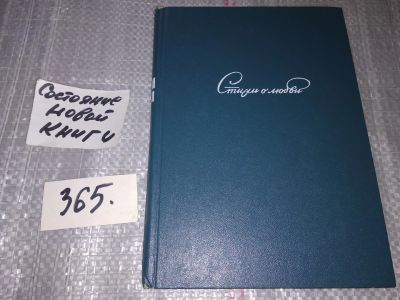 Состояние
новой
книги
365.
Стихи о любви